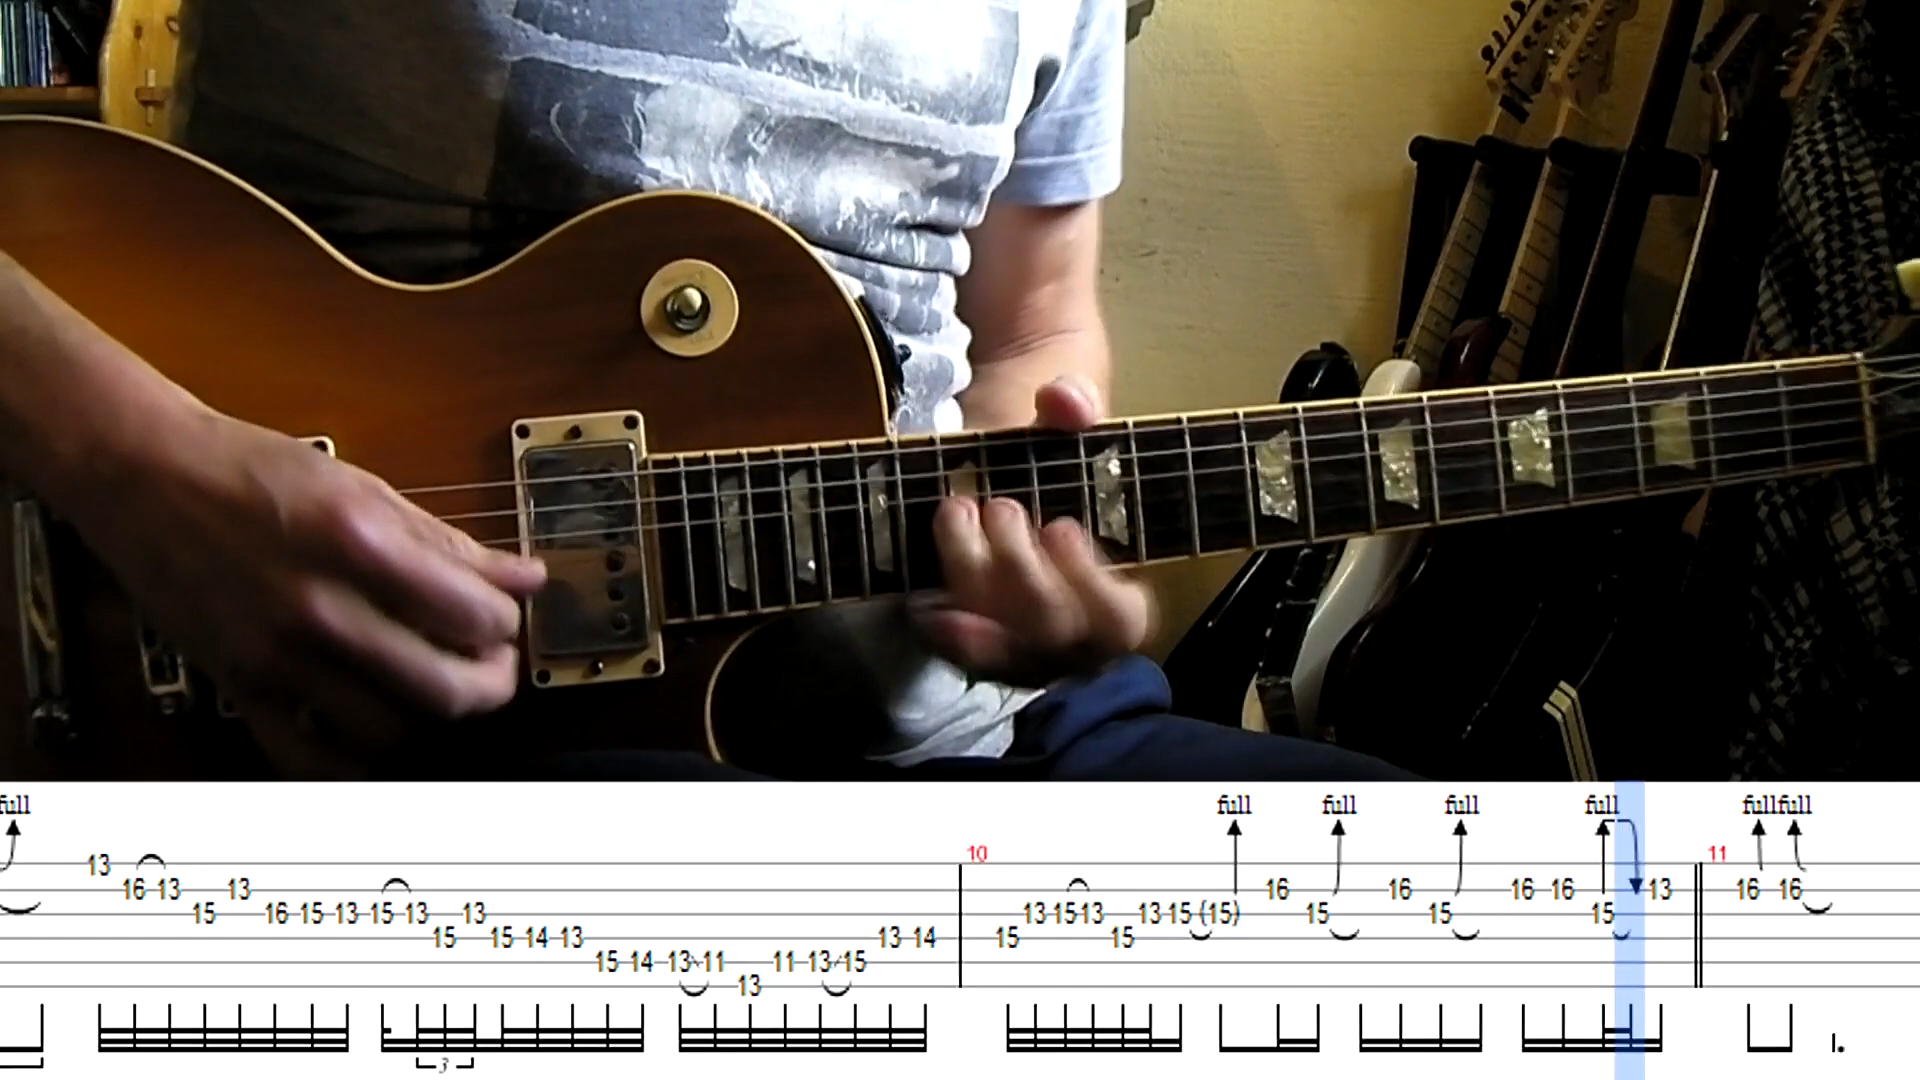 full full full full full fullfull
10 11
13
16 13 13 16 13 16 16 16 13 16 16
15 16 15 13 15 13 13 13 15 13 13 15 (15) 15 15 15
15 15 14 13 13 14 15 15
15 14 13 11 11 13 15
13
3